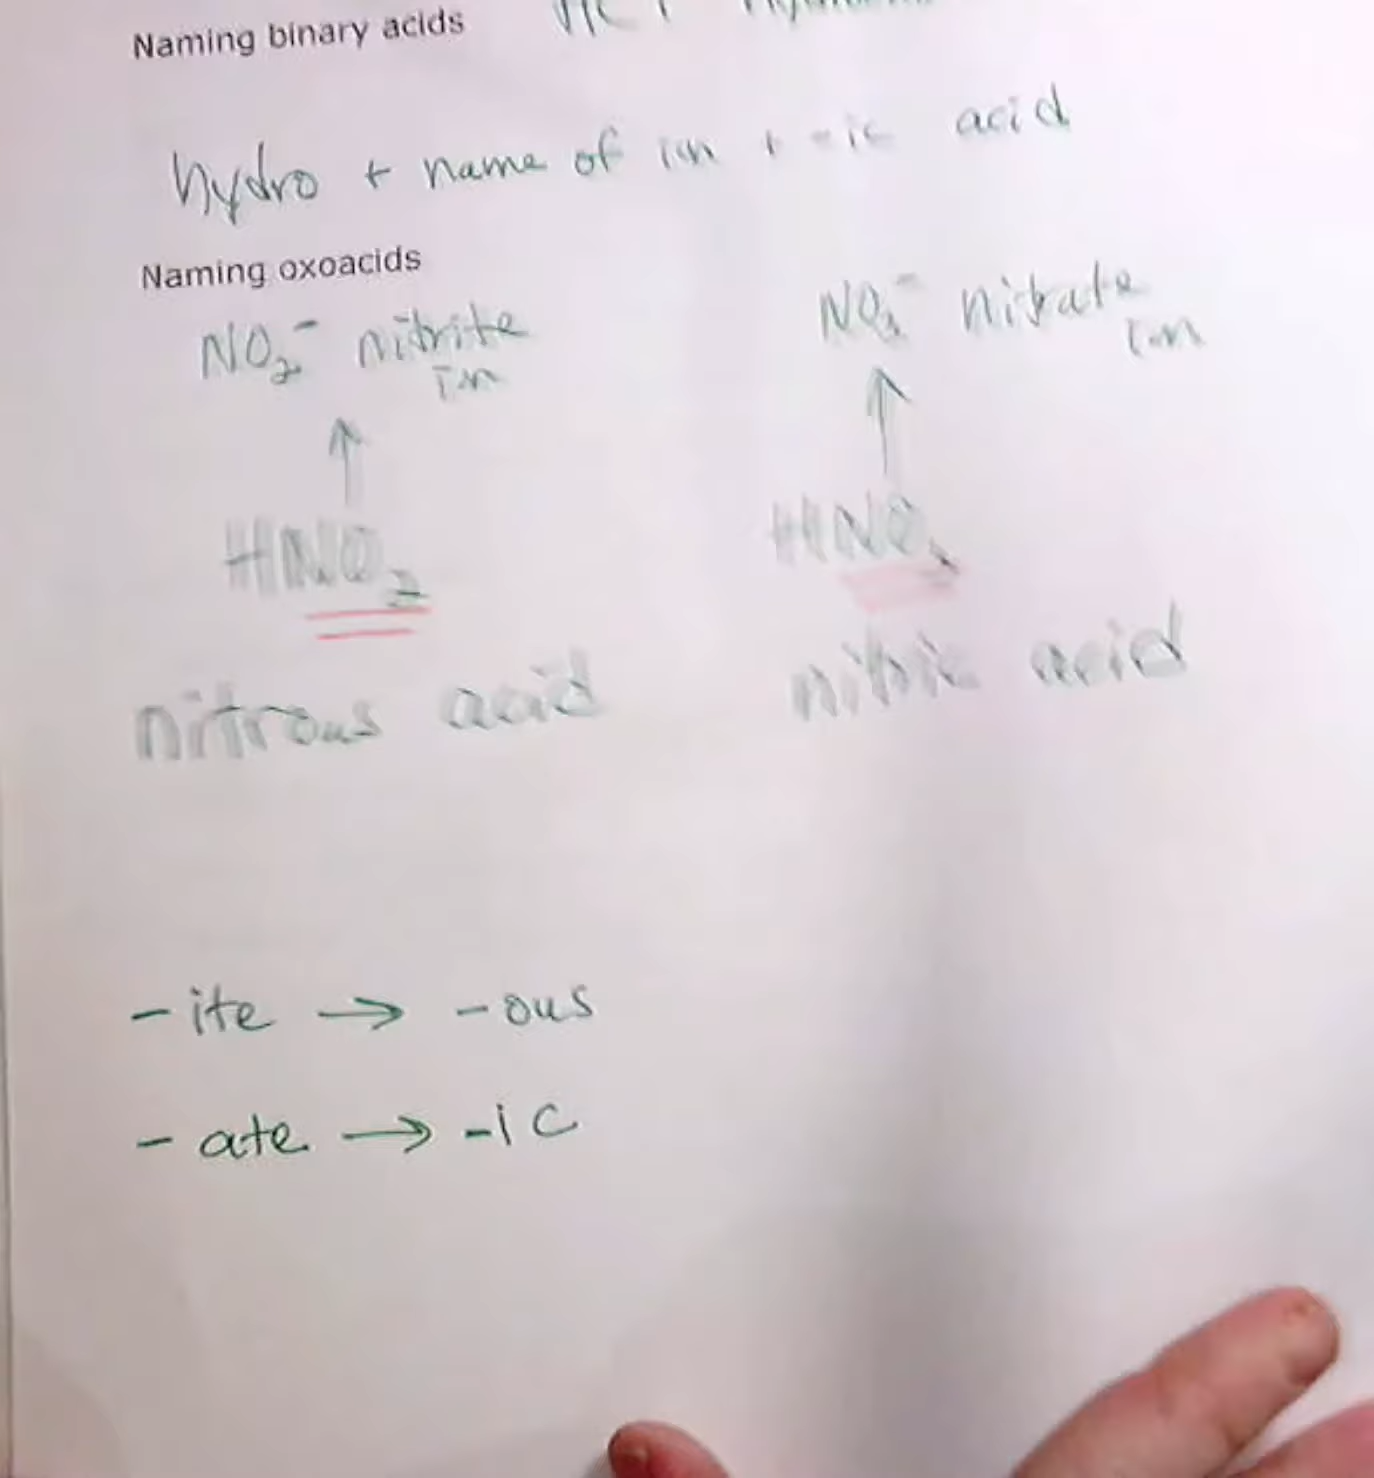 Naming binary acids
hydro + name of ion + -ic acid
Naming oxoacids
NO₂⁻ nitrite ion
NO₃⁻ nitrate ion
HNO₂
HNO₃
nitrous acid
nitric acid
-ite → -ous
-ate → -ic